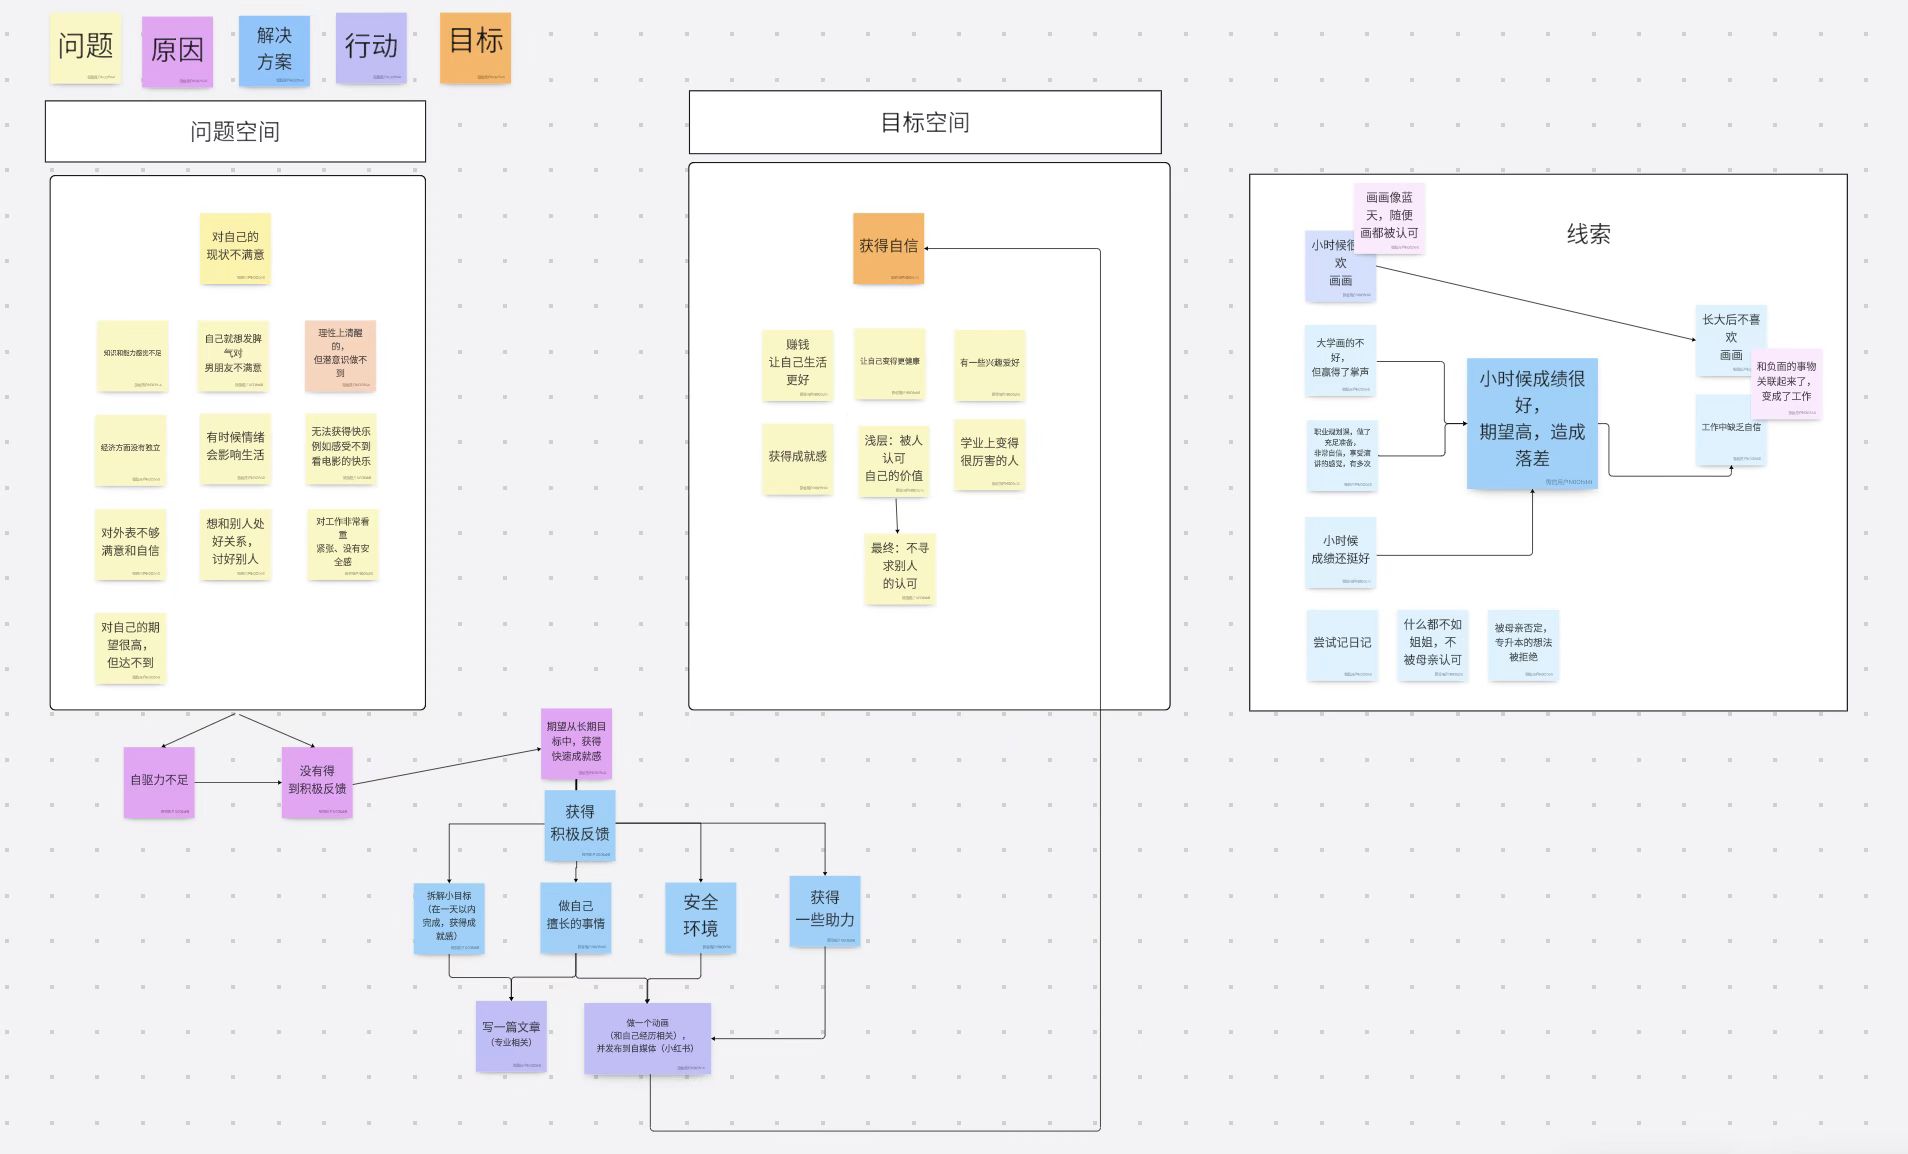 问题
原因
解决
方案
行动
目标
问题空间
对自己的
现状不满意
知识和能力感觉不足
自己就想发脾
气对
男朋友不满意
理性上清醒
的，
但潜意识做不
到
经济方面没有独立
有时候情绪
会影响生活
无法获得快乐
例如感受不到
看电影的快乐
对外表不够
满意和自信
想和别人处
好关系，
讨好别人
对工作非常看
重
紧张、没有安
全感
对自己的期
望很高，
但达不到
自驱力不足
没有得
到积极反馈
期望从长期目
标中，获得
快速成就感
获得
积极反馈
拆解小目标
（在一天以内
完成，获得成
就感）
做自己
擅长的事情
安全
环境
获得
一些助力
写一篇文章
（专业相关）
做一个动画
（和自己经历相关），
并发布到自媒体（小红书）
目标空间
获得自信
赚钱
让自己生活
更好
让自己变得更健康
有一些兴趣爱好
获得成就感
浅层：被人
认可
自己的价值
学业上变得
很厉害的人
最终：不寻
求别人
的认可
线索
画画像蓝
天，随便
画都被认可
小时候很
欢
画画
长大后不喜
欢
画画
和负面的事物
关联起来了，
变成了工作
大学画的不
好，
但赢得了掌声
职业规划课，做了
充足准备，
非常自信，享受演
讲的感觉，有多次
小时候成绩很
好，
期望高，造成
落差
工作中缺乏自信
小时候
成绩还挺好
尝试记日记
什么都不如
姐姐，不
被母亲认可
被母亲否定，
专升本的想法
被拒绝